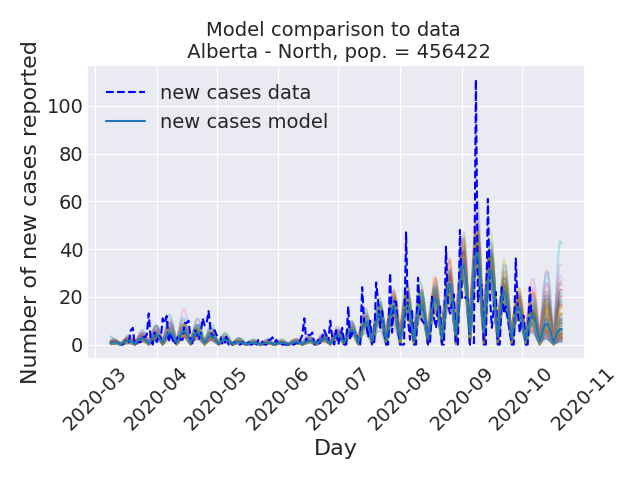 Model comparison to data
Alberta - North, pop. = 456422
Number of new cases reported
100
80
60
40
20
0
new cases data
new cases model
2020-03
2020-04
2020-05
2020-06
2020-07
2020-08
2020-09
2020-10
2020-11
Day